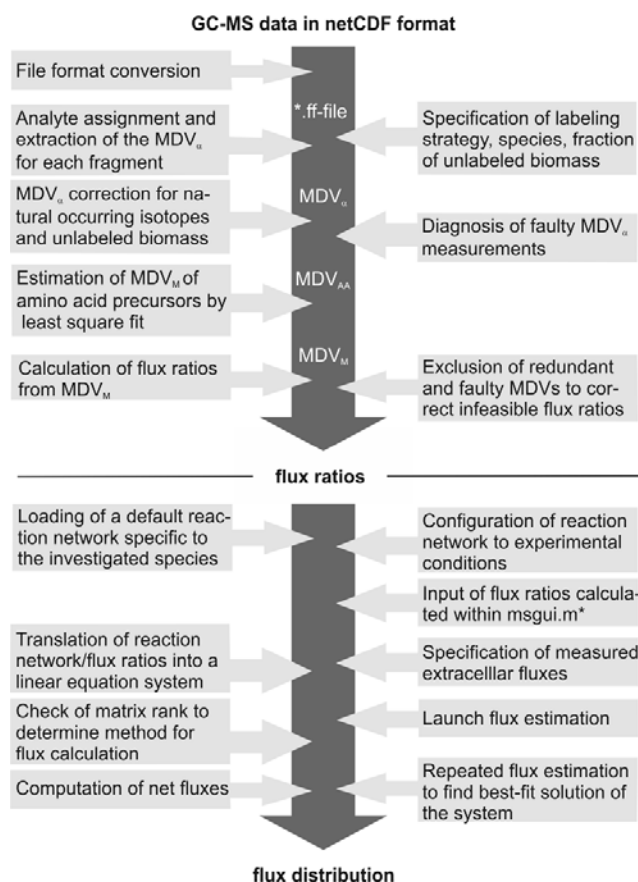 GC-MS data in netCDF format
File format conversion
*.ff-file
Analyte assignment and
extraction of the MDVα
for each fragment
Specification of labeling
strategy, species, fraction
of unlabeled biomass
MDVα correction for na-
tural occurring isotopes
and unlabeled biomass
MDVα
Diagnosis of faulty MDVα
measurements
Estimation of MDVM of
amino acid precursors by
least square fit
MDVAA
Calculation of flux ratios
from MDVM
MDVM
Exclusion of redundant
and faulty MDVs to cor-
rect infeasible flux ratios
flux ratios
Loading of a default reac-
tion network specific to
the investigated species
Configuration of reaction
network to experimental
conditions
Input of flux ratios calcula-
ted within msgui.m*
Translation of reaction
network/flux ratios into a
linear equation system
Specification of measured
extracelllar fluxes
Check of matrix rank to
determine method for
flux calculation
Launch flux estimation
Computation of net fluxes
Repeated flux estimation
to find best-fit solution of
the system
flux distribution